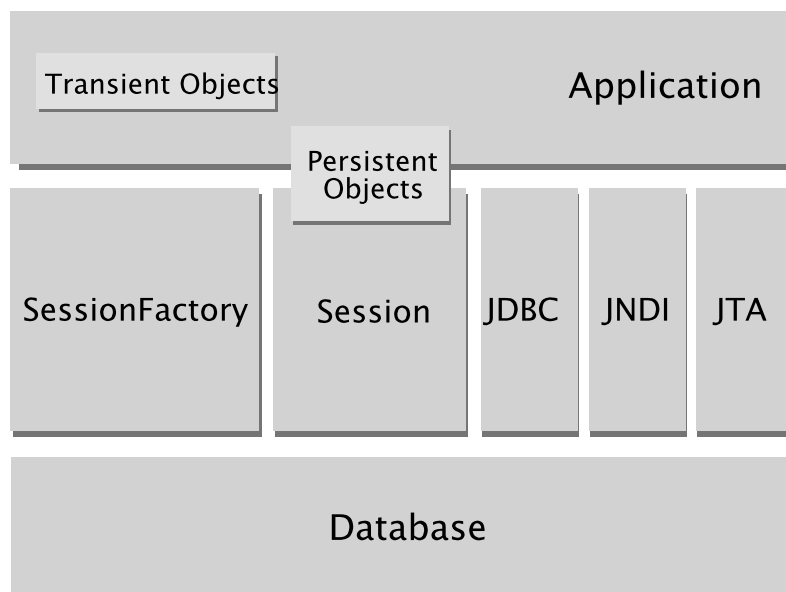 Transient Objects
Application
Persistent
Objects
SessionFactory
Session
JDBC
JNDI
JTA
Database